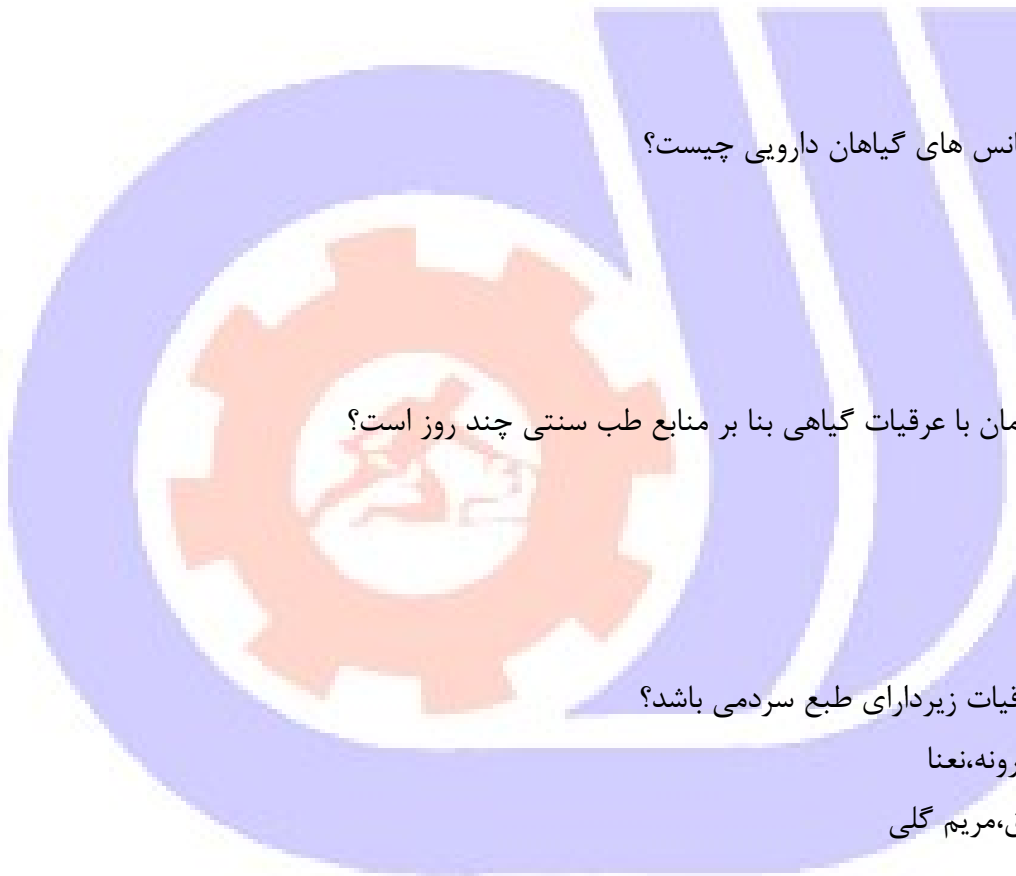 انس های گیاهان دارویی چیست؟
مان با عرقیات گیاهی بنا بر منابع طب سنتی چند روز است؟
قیات زیردارای طبع سردمی باشد؟
رونه،نعنا
ق،مریم گلی